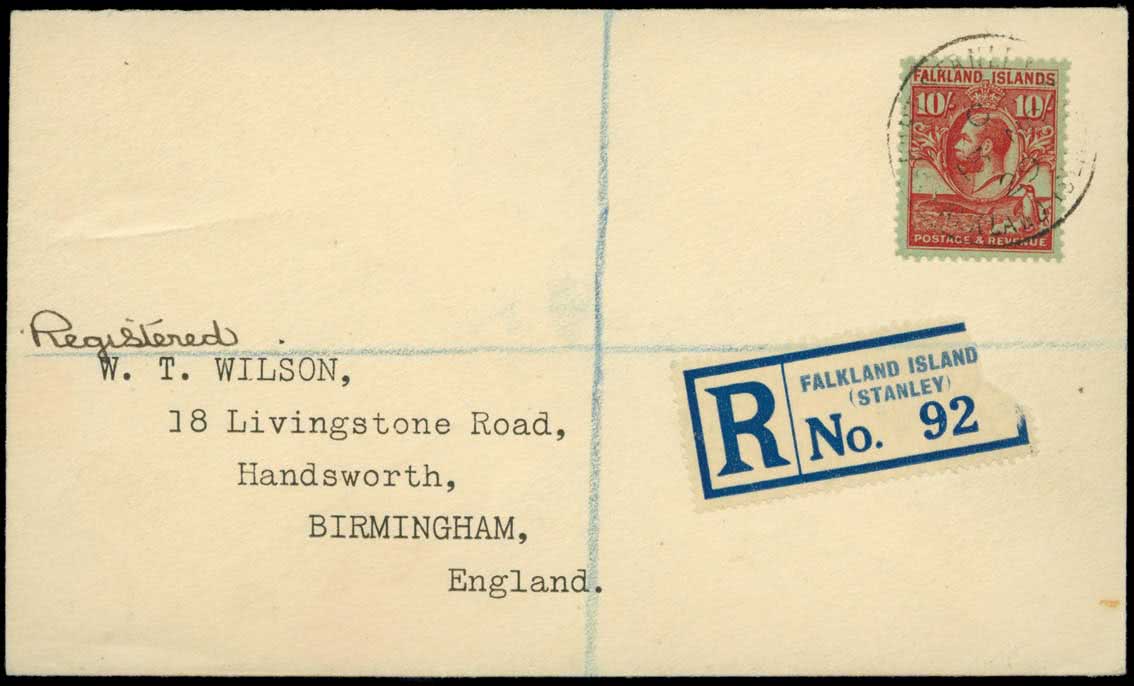 FALKLAND ISLANDS
10/- 10/-
POSTAGE & REVENUE
Registered
W. T. WILSON,
18 Livingstone Road,
Handsworth,
BIRMINGHAM,
England.
R
FALKLAND ISLAND
(STANLEY)
No. 92